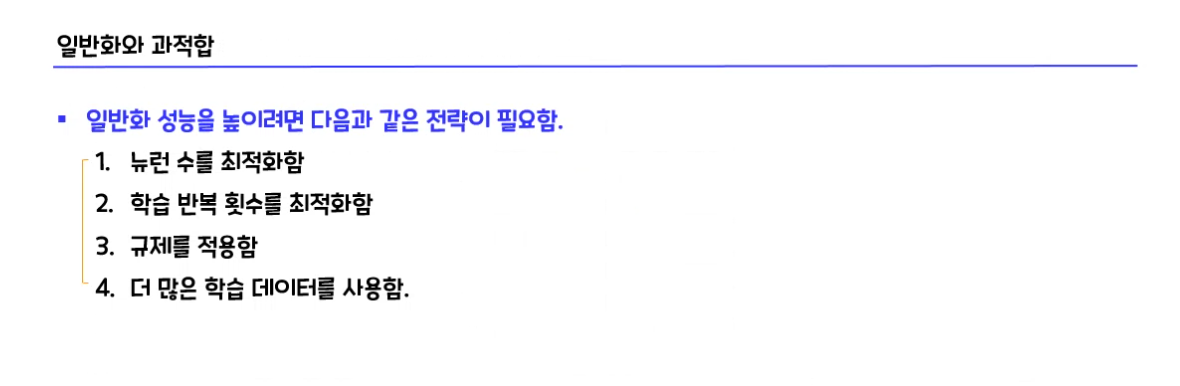 일반화와 과적합
▪ 일반화 성능을 높이려면 다음과 같은 전략이 필요함.
1. 뉴런 수를 최적화함
2. 학습 반복 횟수를 최적화함
3. 규제를 적용함
4. 더 많은 학습 데이터를 사용함.